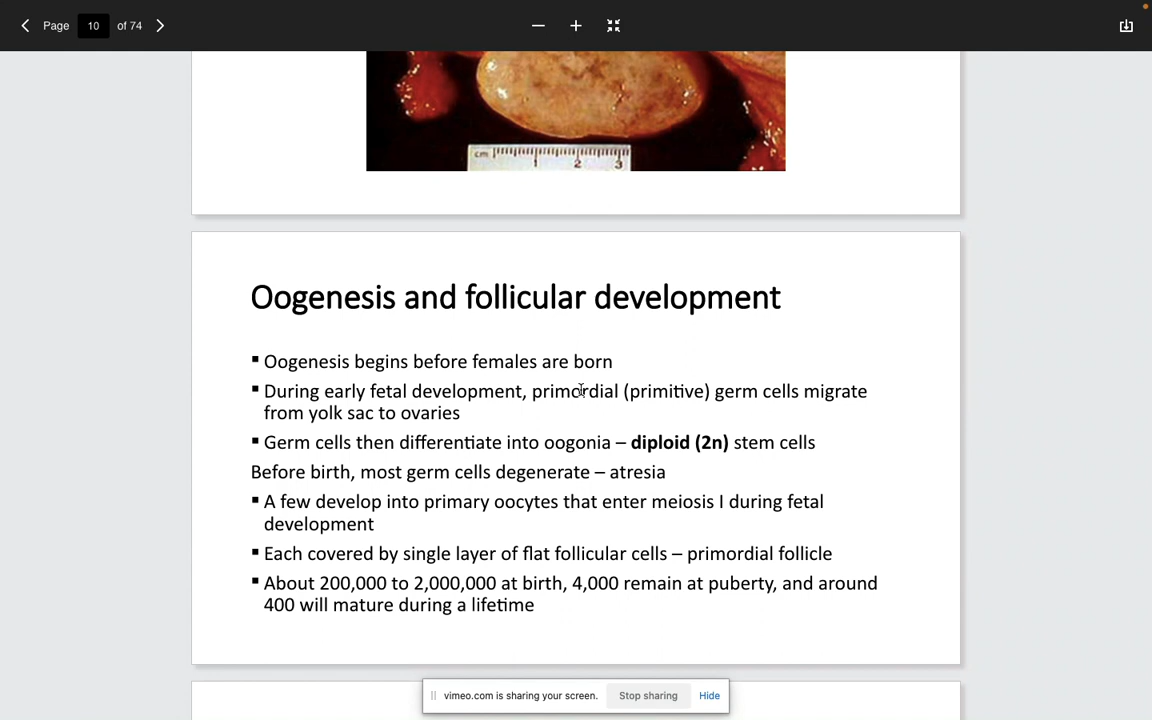 Page 10 of 74
cm 1 2 3
Oogenesis and follicular development
▪ Oogenesis begins before females are born
▪ During early fetal development, primordial (primitive) germ cells migrate
from yolk sac to ovaries
▪ Germ cells then differentiate into oogonia – diploid (2n) stem cells
Before birth, most germ cells degenerate – atresia
▪ A few develop into primary oocytes that enter meiosis I during fetal
development
▪ Each covered by single layer of flat follicular cells – primordial follicle
▪ About 200,000 to 2,000,000 at birth, 4,000 remain at puberty, and around
400 will mature during a lifetime
vimeo.com is sharing your screen. Stop sharing Hide